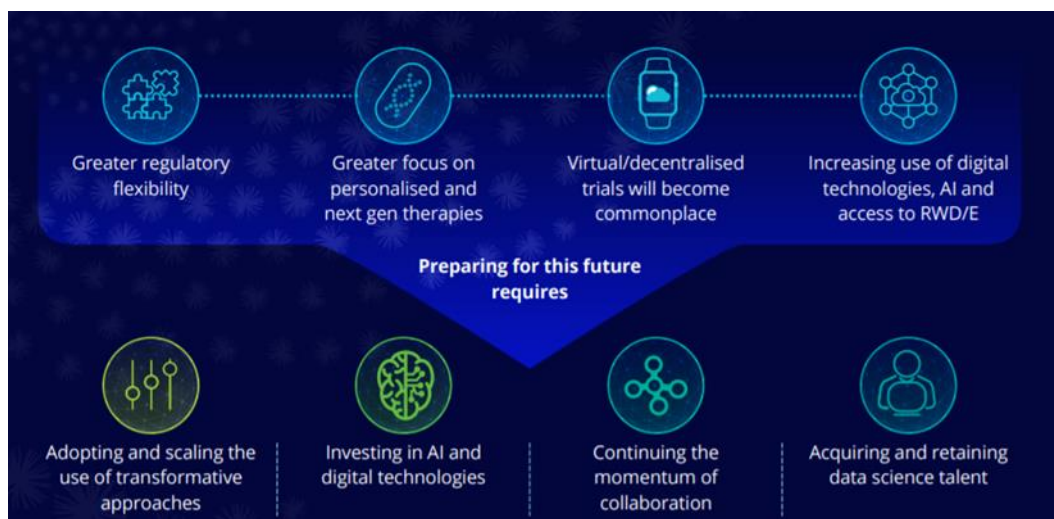 Greater regulatory
flexibility
Greater focus on
personalised and
next gen therapies
Virtual/decentralised
trials will become
commonplace
Increasing use of digital
technologies, AI and
access to RWD/E
Preparing for this future
requires
Adopting and scaling the
use of transformative
approaches
Investing in AI and
digital technologies
Continuing the
momentum of
collaboration
Acquiring and retaining
data science talent